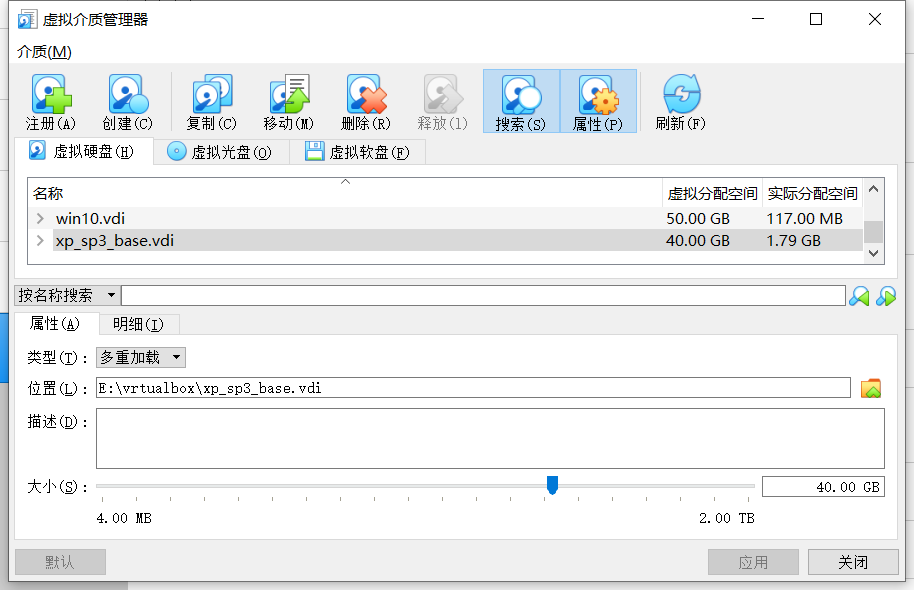 虚拟介质管理器
介质(M)
注册(A) 创建(C) 复制(C) 移动(M) 删除(R) 释放(l) 搜索(S) 属性(P) 刷新(F)
虚拟硬盘(H) 虚拟光盘(O) 虚拟软盘(F)
名称 虚拟分配空间 实际分配空间
win10.vdi 50.00 GB 117.00 MB
xp_sp3_base.vdi 40.00 GB 1.79 GB
按名称搜索
属性(A) 明细(I)
类型(T): 多重加载
位置(L): E:\vrtualbox\xp_sp3_base.vdi
描述(D):
大小(S): 40.00 GB
4.00 MB 2.00 TB
默认 应用 关闭